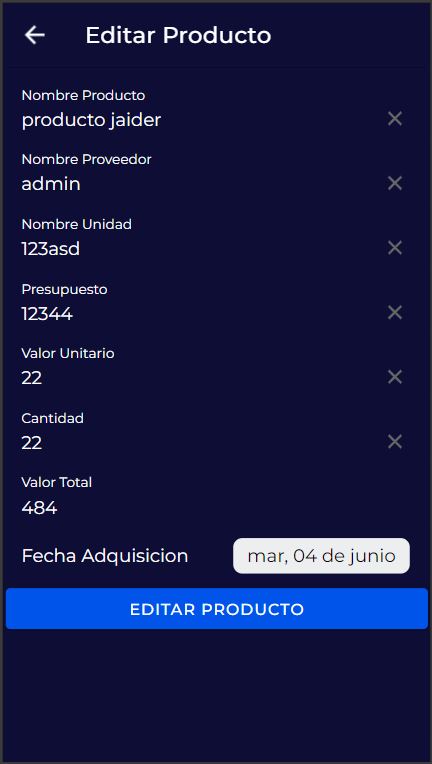 Editar Producto
Nombre Producto
producto jaider
Nombre Proveedor
admin
Nombre Unidad
123asd
Presupuesto
12344
Valor Unitario
22
Cantidad
22
Valor Total
484
Fecha Adquisicion mar, 04 de junio
EDITAR PRODUCTO